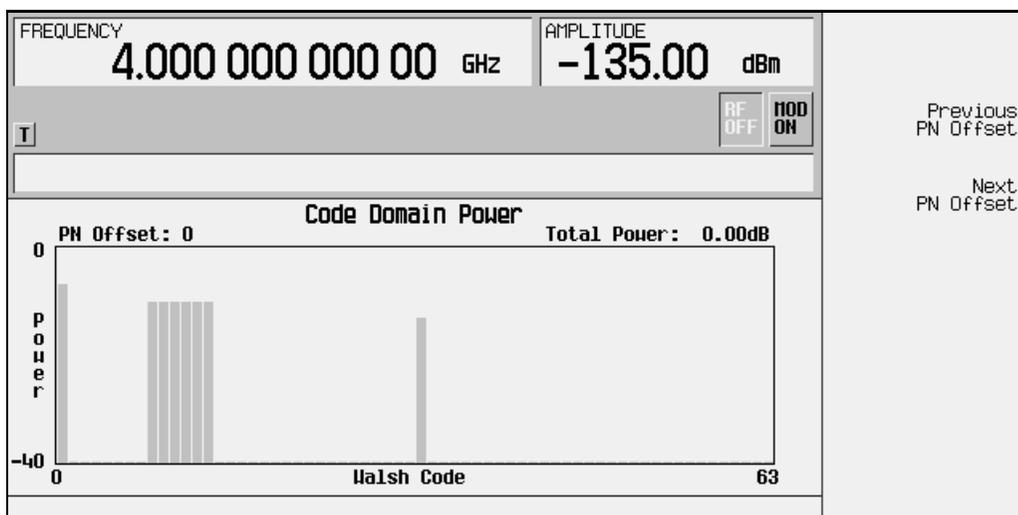 FREQUENCY
4.000 000 000 00 GHz
AMPLITUDE
-135.00 dBm
RF OFF
MOD ON
T
Previous
PN Offset
Next
PN Offset
Code Domain Power
PN Offset: 0
Total Power: 0.00dB
0
Power
-40
0
Walsh Code
63